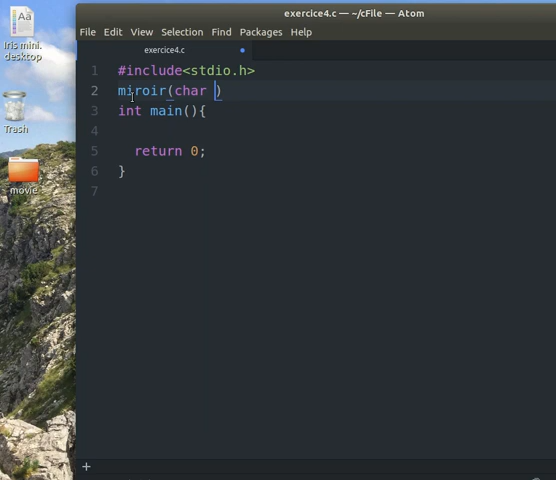 exercice4.c — ~/cFile — Atom
Aa
Iris mini.
desktop
Trash
movie
File Edit View Selection Find Packages Help
exercice4.c
1 #include<stdio.h>
2 miroir(char )
3 int main(){
4
5 return 0;
6 }
7
+